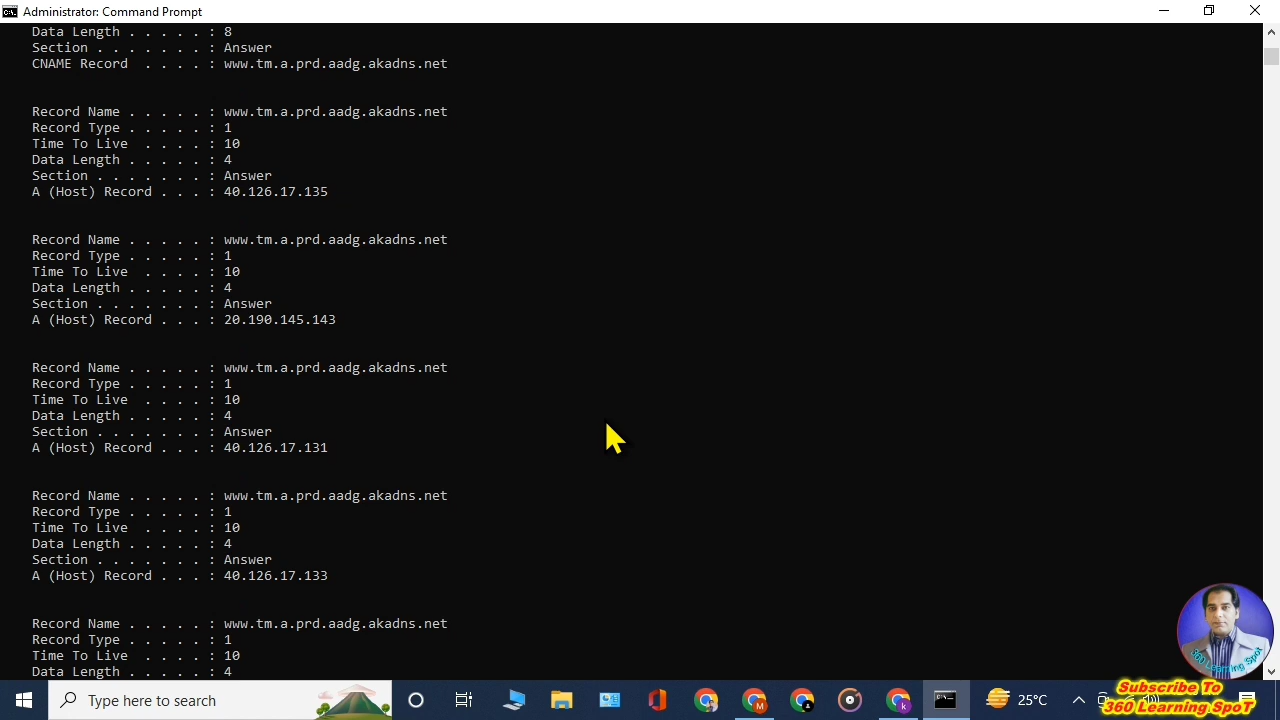 Administrator: Command Prompt
Data Length . . . . . : 8
Section . . . . . . . : Answer
CNAME Record  . . . . : www.tm.a.prd.aadg.akadns.net
Record Name . . . . . : www.tm.a.prd.aadg.akadns.net
Record Type . . . . . : 1
Time To Live  . . . . : 10
Data Length . . . . . : 4
Section . . . . . . . : Answer
A (Host) Record . . . : 40.126.17.135
Record Name . . . . . : www.tm.a.prd.aadg.akadns.net
Record Type . . . . . : 1
Time To Live  . . . . : 10
Data Length . . . . . : 4
Section . . . . . . . : Answer
A (Host) Record . . . : 20.190.145.143
Record Name . . . . . : www.tm.a.prd.aadg.akadns.net
Record Type . . . . . : 1
Time To Live  . . . . : 10
Data Length . . . . . : 4
Section . . . . . . . : Answer
A (Host) Record . . . : 40.126.17.131
Record Name . . . . . : www.tm.a.prd.aadg.akadns.net
Record Type . . . . . : 1
Time To Live  . . . . : 10
Data Length . . . . . : 4
Section . . . . . . . : Answer
A (Host) Record . . . : 40.126.17.133
Record Name . . . . . : www.tm.a.prd.aadg.akadns.net
Record Type . . . . . : 1
Time To Live  . . . . : 10
Data Length . . . . . : 4
360 Learning Spot
Type here to search
25°C
Subscribe To
360 Learning SpoT